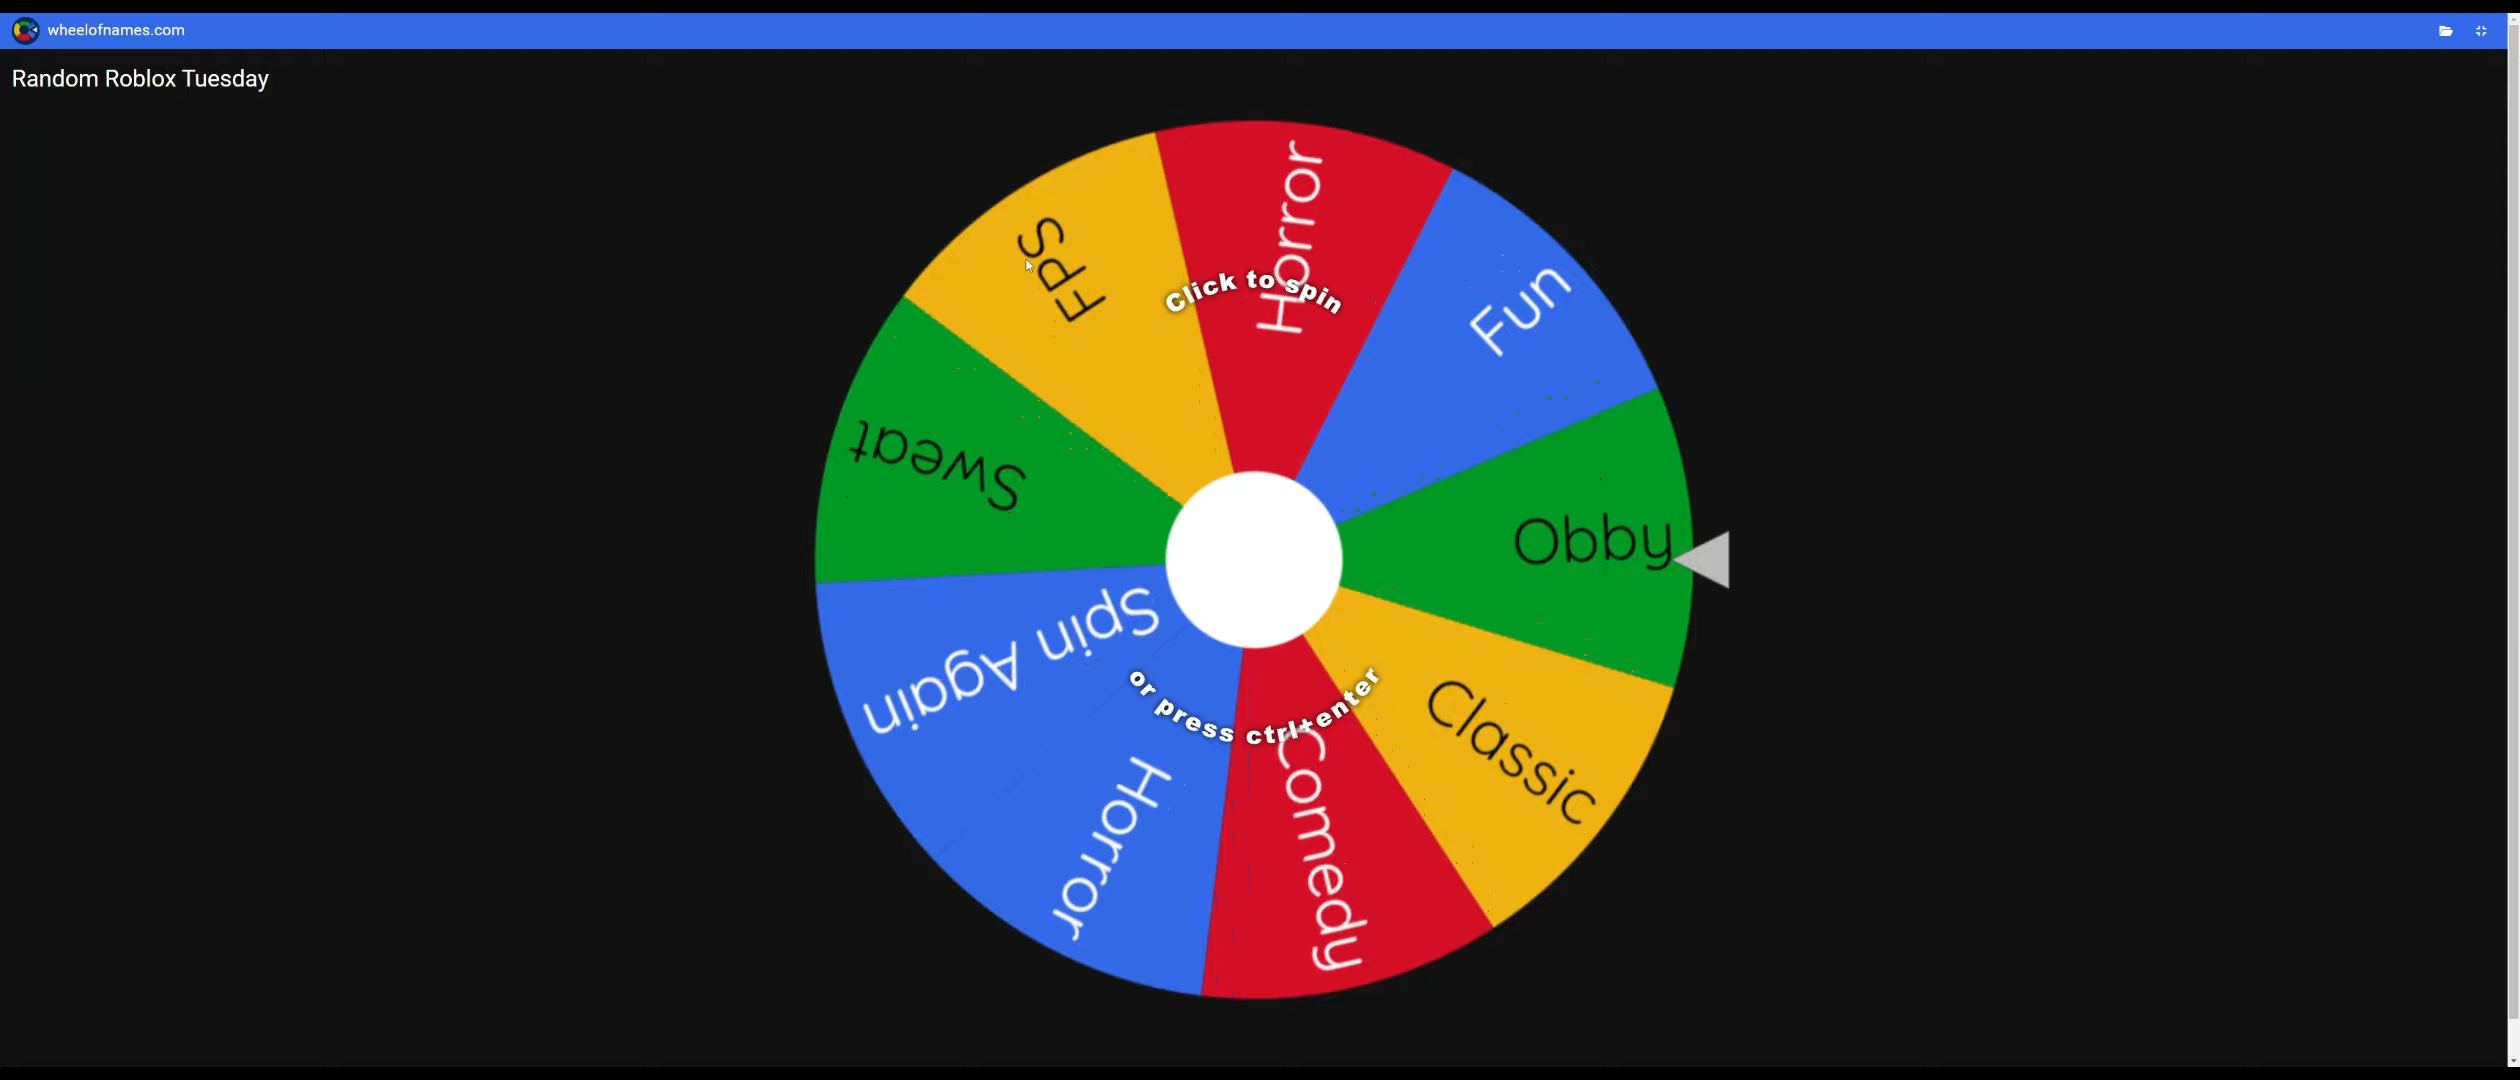 wheelofnames.com
Random Roblox Tuesday
Horror
Fun
FPS
Click to spin
Sweat
Obby
Spin Again
or press ctrl+enter
Classic
Horror
Comedy